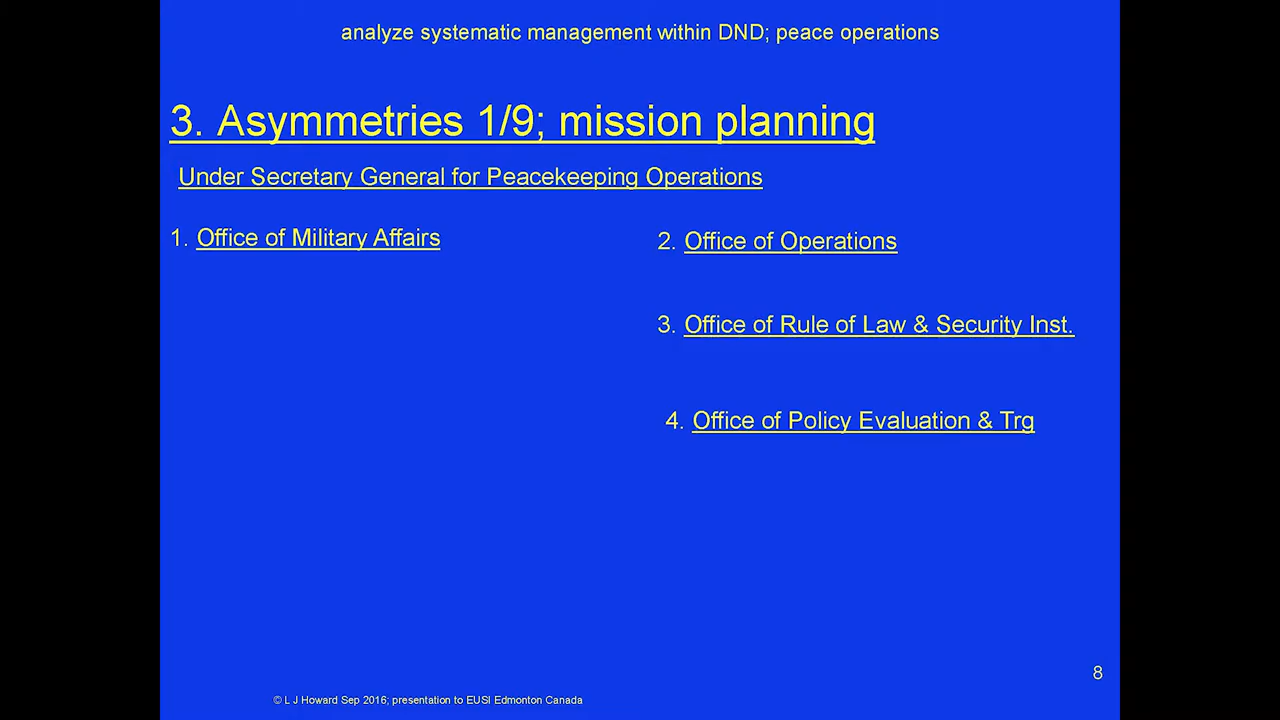 analyze systematic management within DND; peace operations
3. Asymmetries 1/9; mission planning
Under Secretary General for Peacekeeping Operations
1. Office of Military Affairs
2. Office of Operations
3. Office of Rule of Law & Security Inst.
4. Office of Policy Evaluation & Trg
8
© L J Howard Sep 2016; presentation to EUSI Edmonton Canada